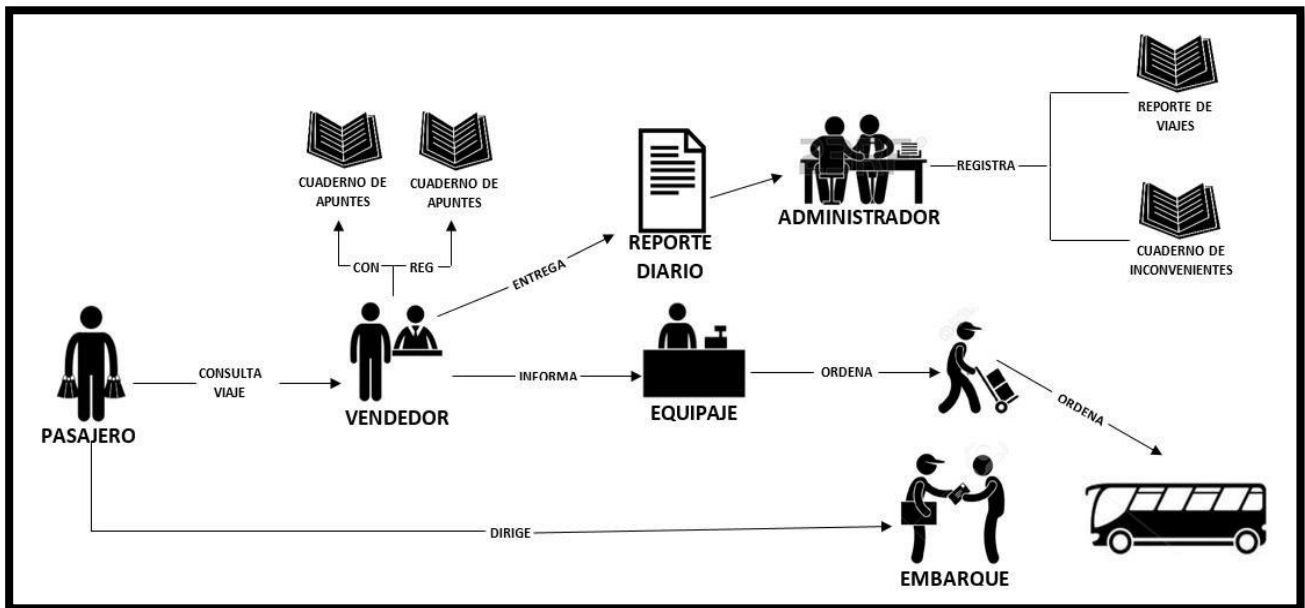 REPORTE DE
VIAJES
CUADERNO DE
APUNTES
CUADERNO DE
APUNTES
REGISTRA
ADMINISTRADOR
REPORTE
DIARIO
CUADERNO DE
INCONVENIENTES
CON
REG
ENTREGA
CONSULTA
VIAJE
INFORMA
ORDENA
ORDENA
VENDEDOR
EQUIPAJE
PASAJERO
DIRIGE
EMBARQUE